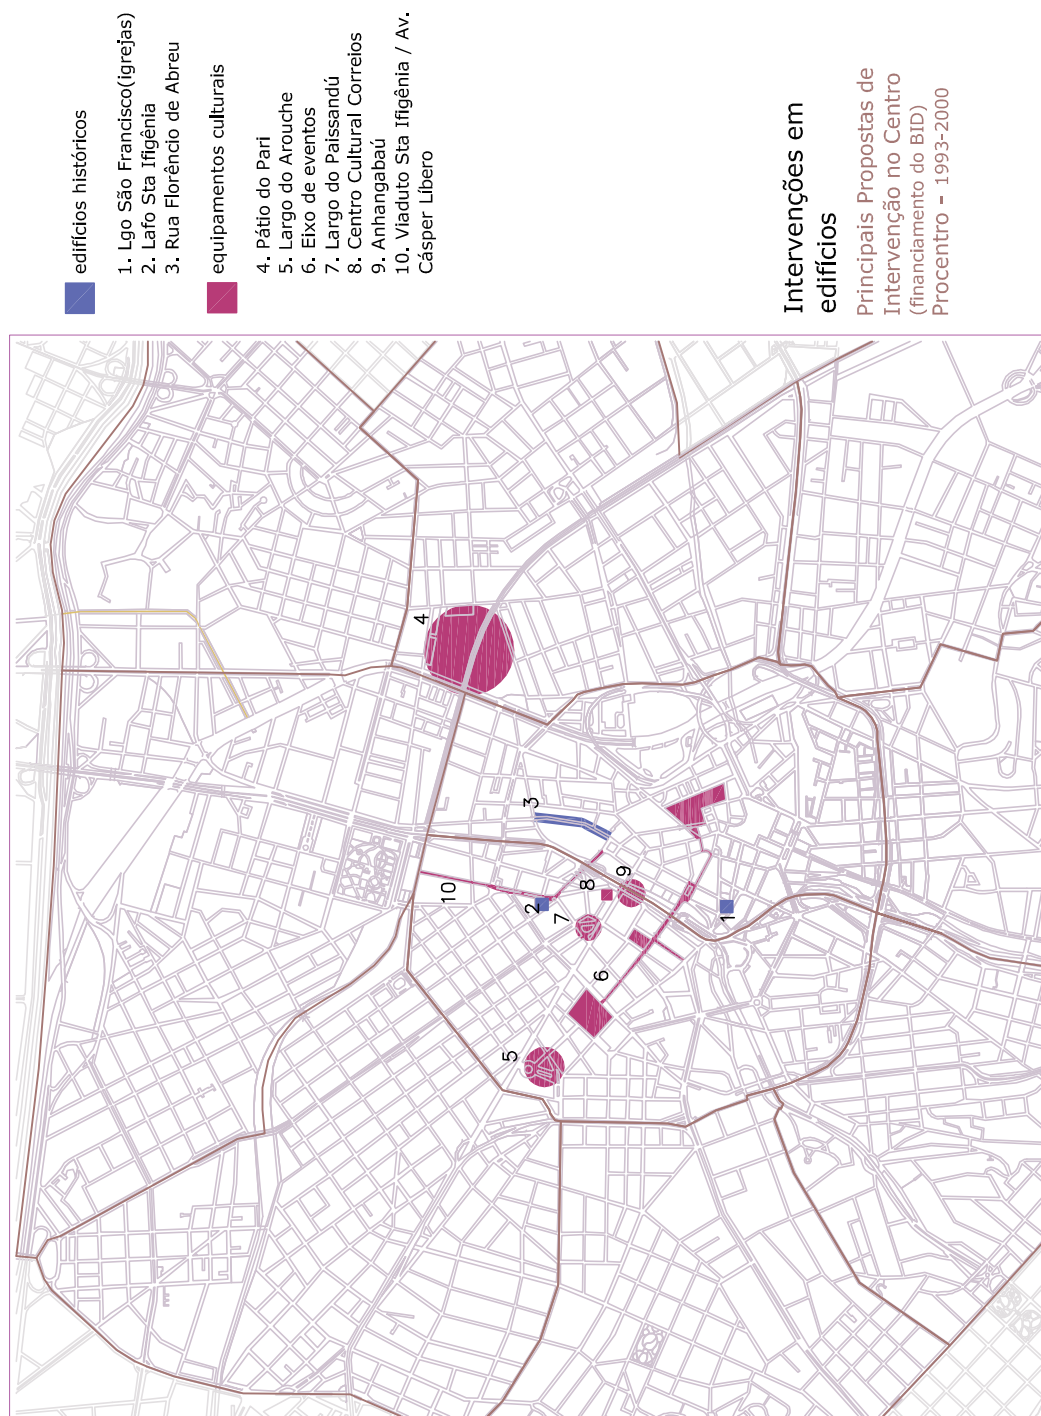 edifícios históricos
1. Lgo São Francisco(igrejas)
2. Lafo Sta Ifigênia
3. Rua Florêncio de Abreu
equipamentos culturais
4. Pátio do Pari
5. Largo do Arouche
6. Eixo de eventos
7. Largo do Paissandú
8. Centro Cultural Correios
9. Anhangabaú
10. Viaduto Sta Ifigênia / Av.
Cásper Líbero
Intervenções em
edifícios
Principais Propostas de
Intervenção no Centro
(financiamento do BID)
Procentro - 1993-2000
4
3
10
2
8
9
7
1
6
5